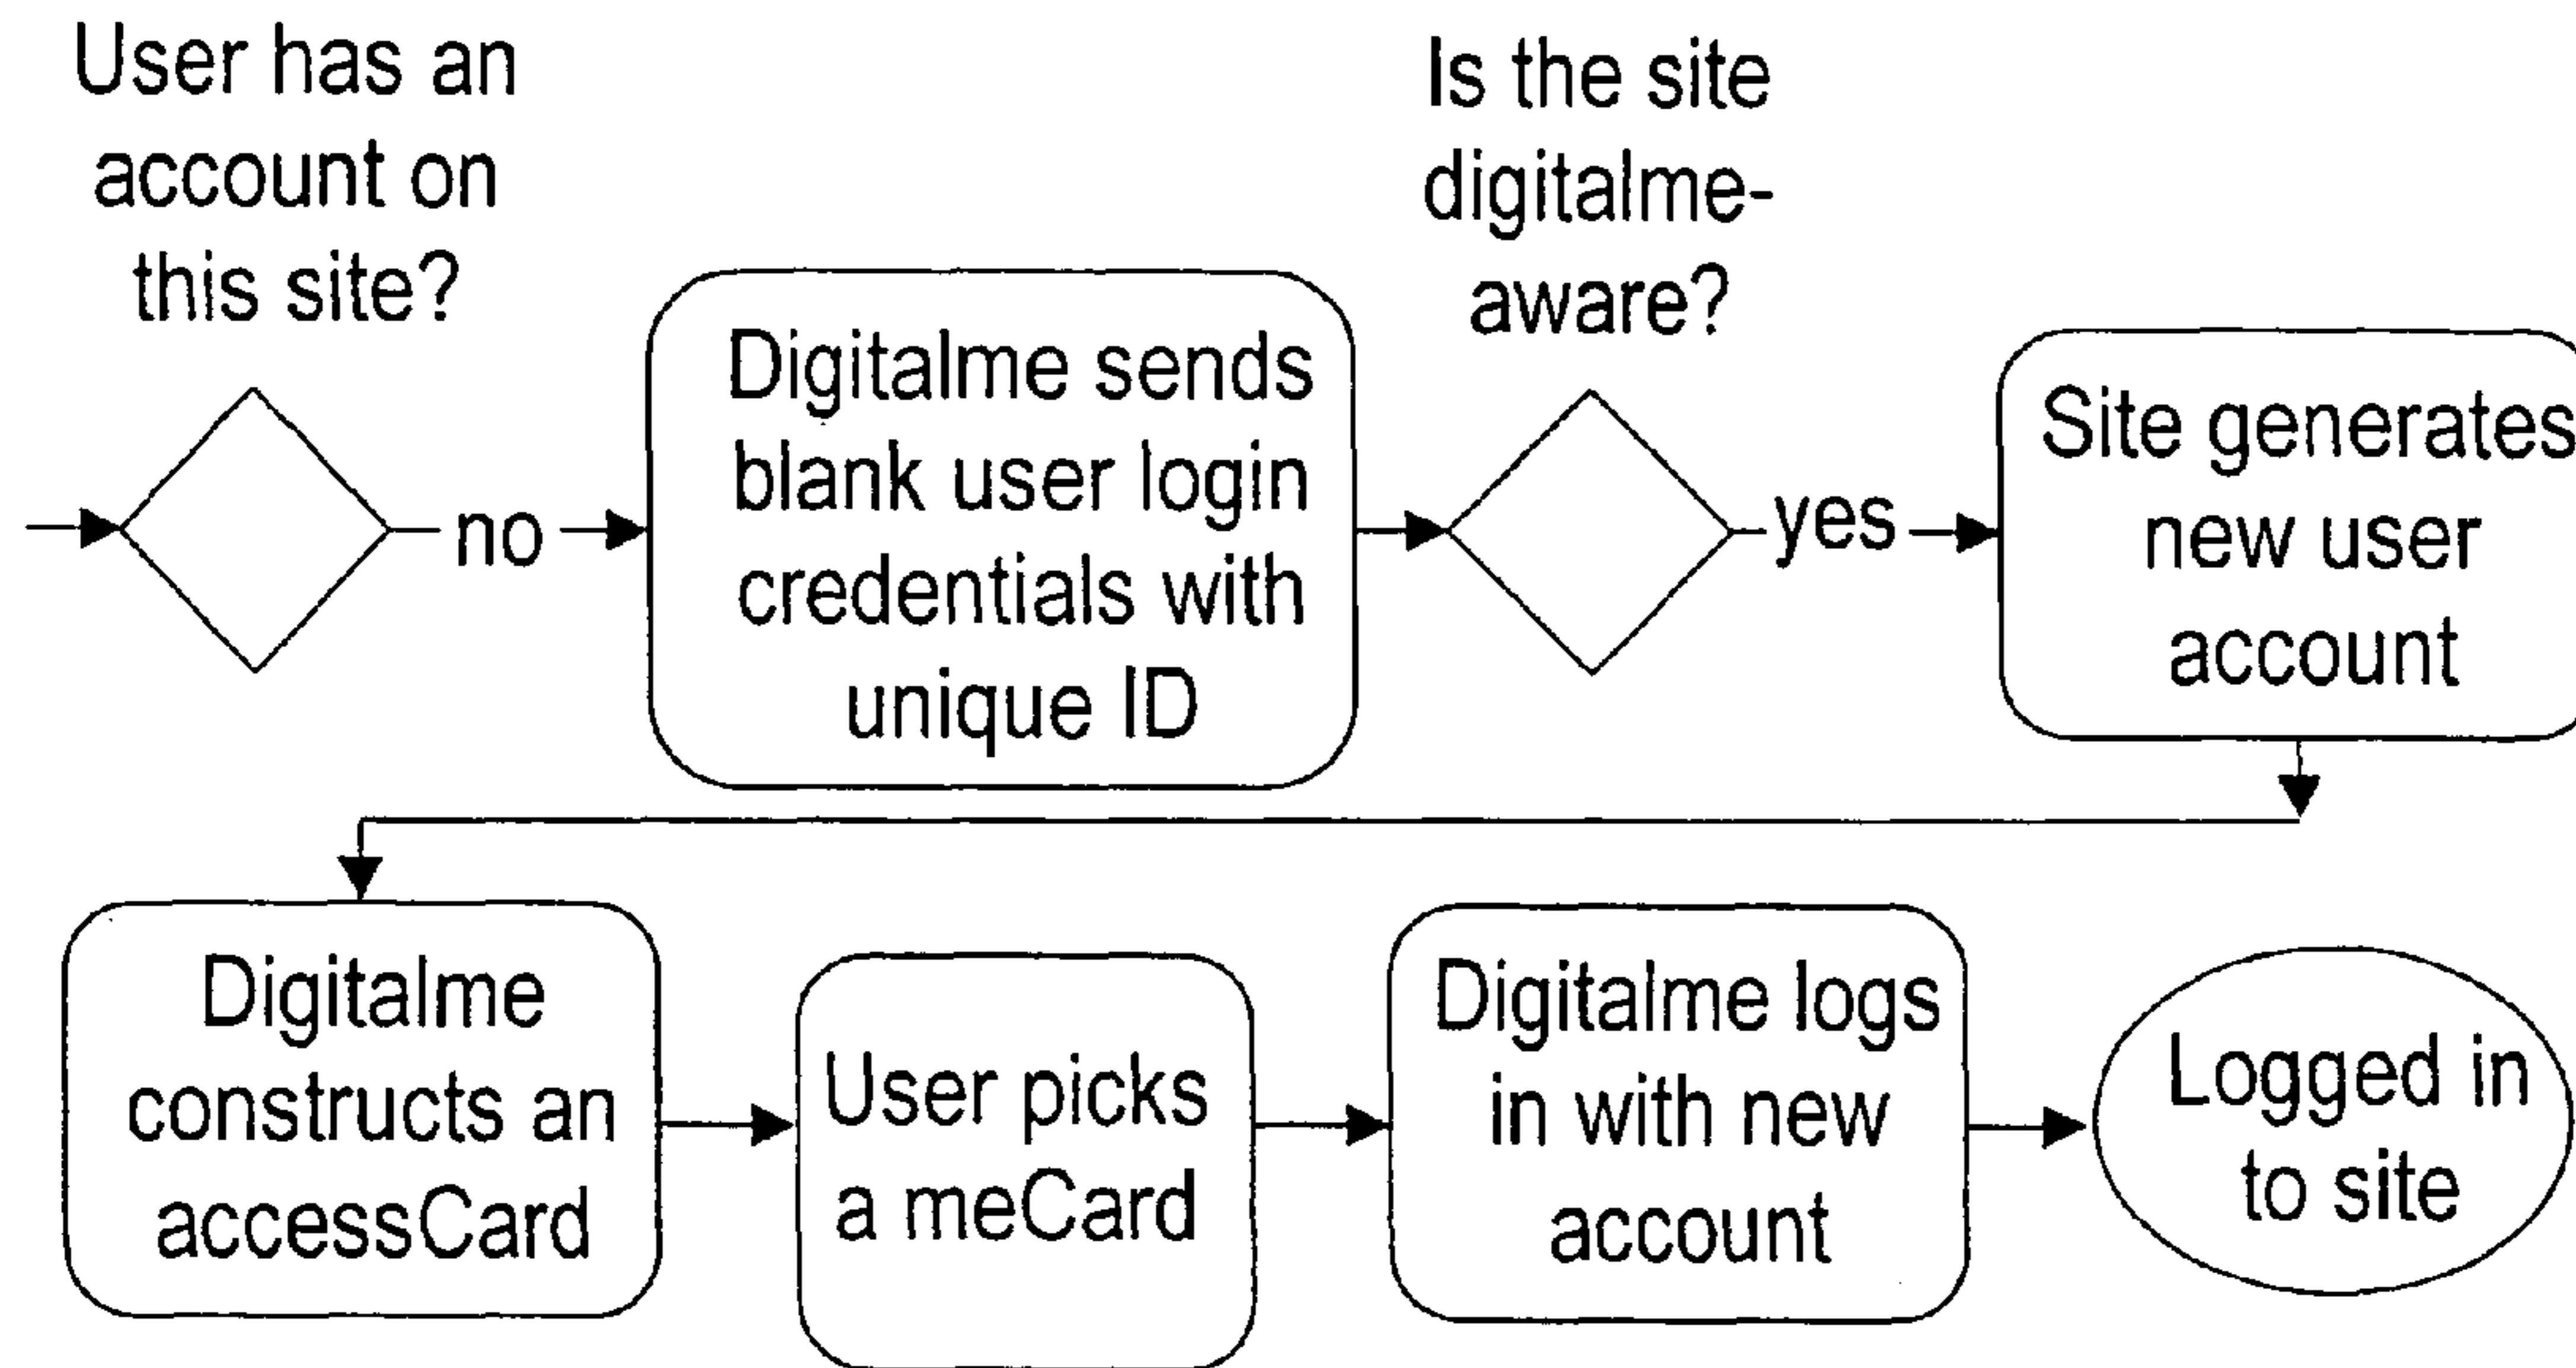 User has an
account on
this site?
no
Digitalme sends
blank user login
credentials with
unique ID
Is the site
digitalme-
aware?
yes
Site generates
new user
account
Digitalme
constructs an
accessCard
User picks
a meCard
Digitalme logs
in with new
account
Logged in
to site